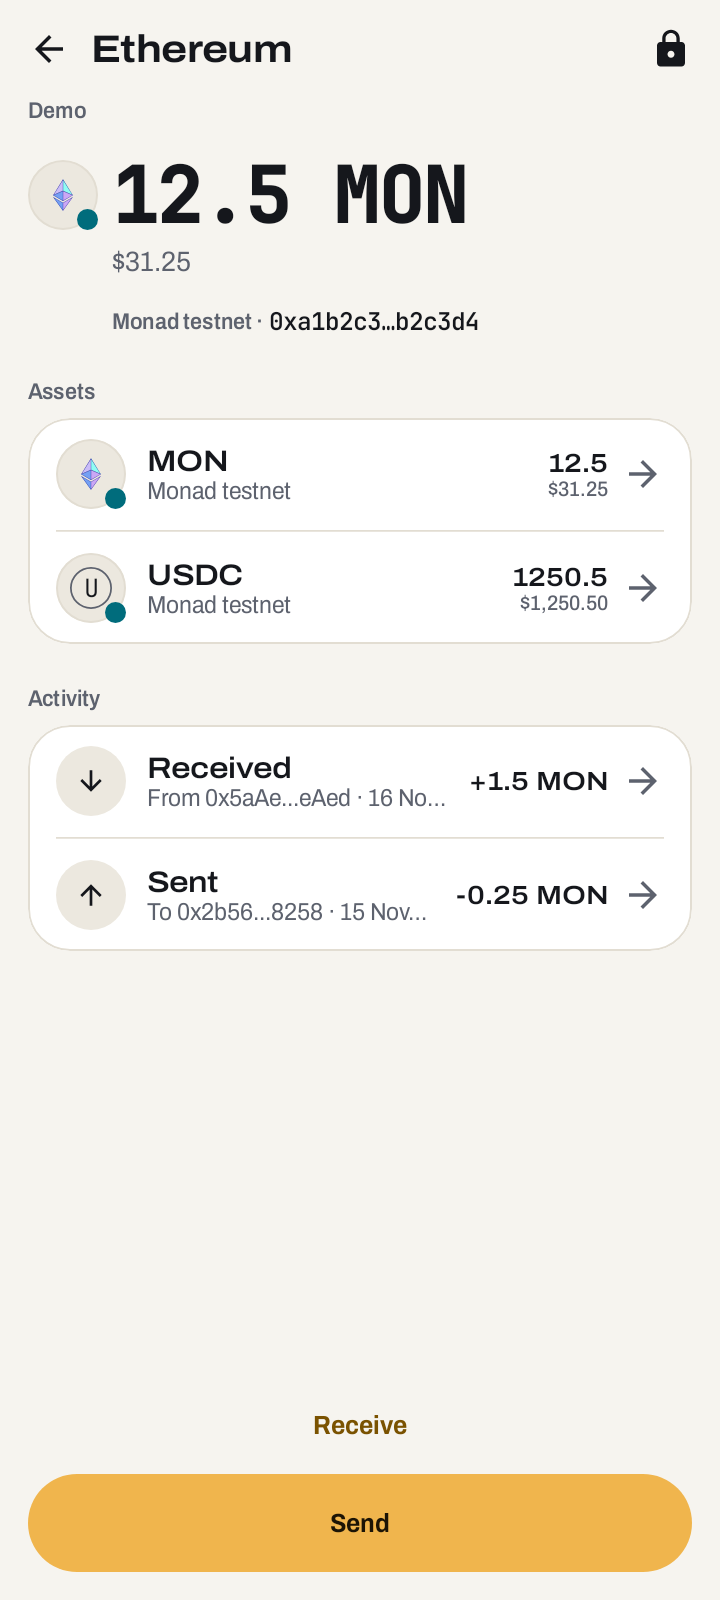 Ethereum
Demo
12.5 MON
$31.25
Monad testnet · 0xa1b2c3…b2c3d4
Assets
MON
Monad testnet
12.5
$31.25
U
USDC
Monad testnet
1250.5
$1,250.50
Activity
Received
From 0x5aAe...eAed · 16 No...
+1.5 MON
Sent
To 0x2b56...8258 · 15 Nov...
-0.25 MON
Receive
Send